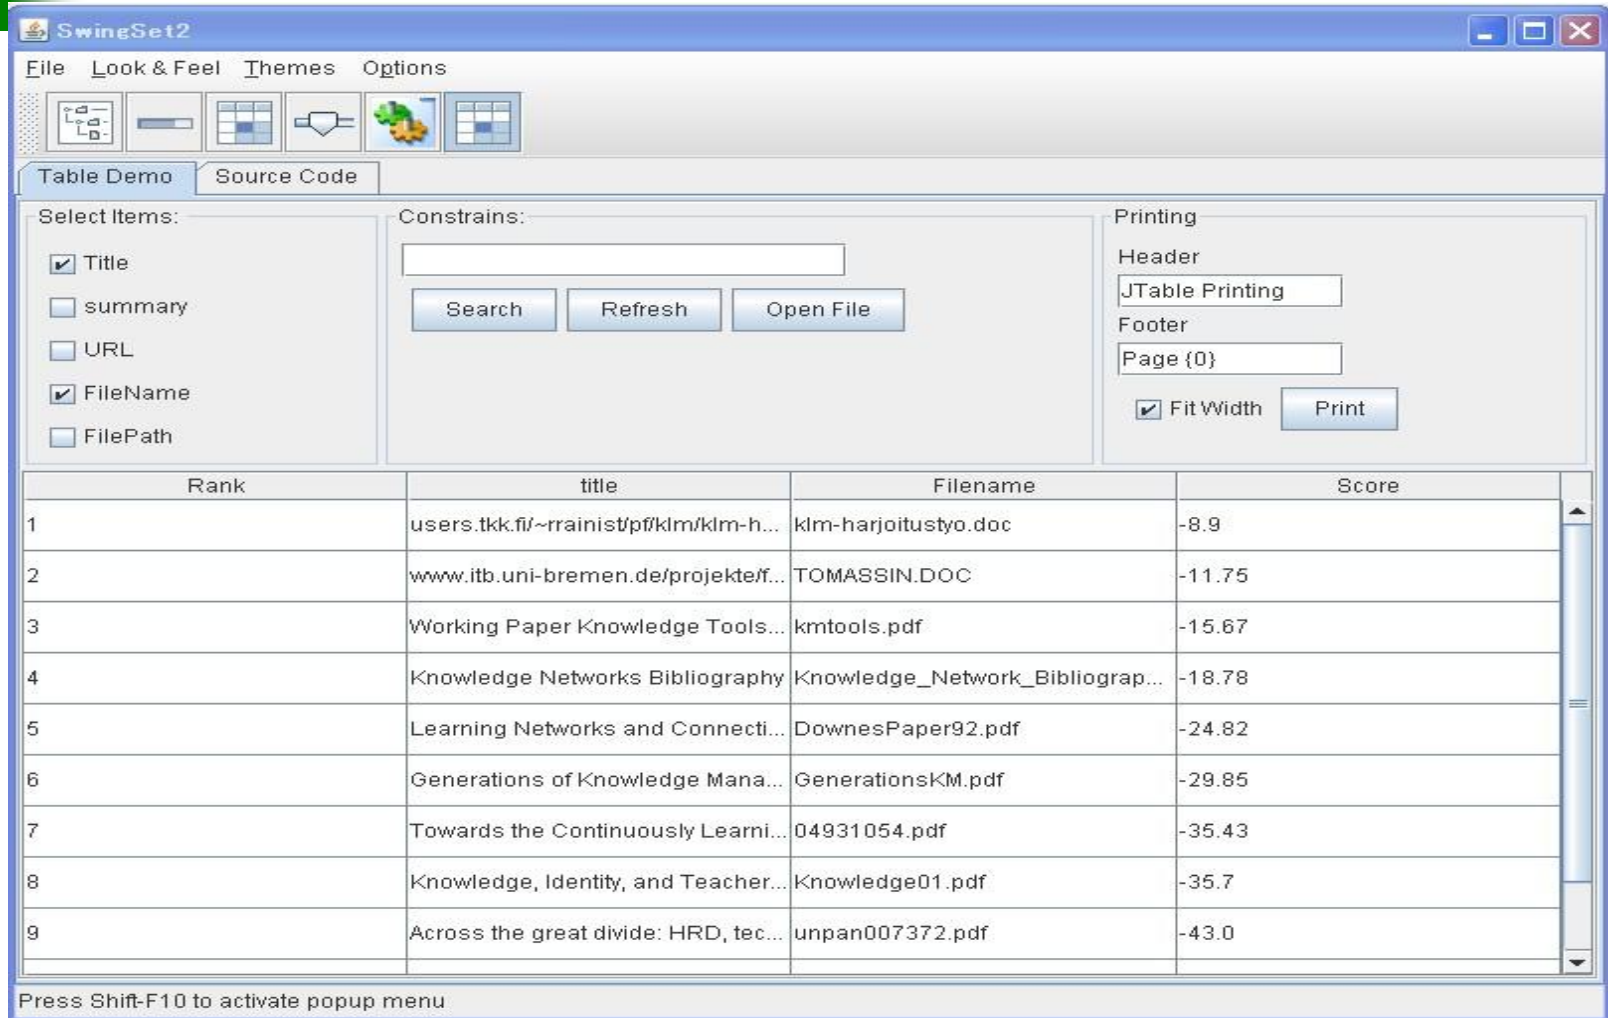 SwingSet2
File Look & Feel Themes Options
Table Demo Source Code
Select Items: Constrains: Printing
Title
summary
URL
FileName
FilePath
Search Refresh Open File
Header
JTable Printing
Footer
Page {0}
Fit Width Print
Rank title Filename Score
1 users.tkk.fi/~rrainist/pf/klm/klm-h... klm-harjoitustyo.doc -8.9
2 www.itb.uni-bremen.de/projekte/f... TOMASSIN.DOC -11.75
3 Working Paper Knowledge Tools... kmtools.pdf -15.67
4 Knowledge Networks Bibliography Knowledge_Network_Bibliograp... -18.78
5 Learning Networks and Connecti... DownesPaper92.pdf -24.82
6 Generations of Knowledge Mana... GenerationsKM.pdf -29.85
7 Towards the Continuously Learni... 04931054.pdf -35.43
8 Knowledge, Identity, and Teacher... Knowledge01.pdf -35.7
9 Across the great divide: HRD, tec... unpan007372.pdf -43.0
Press Shift-F10 to activate popup menu